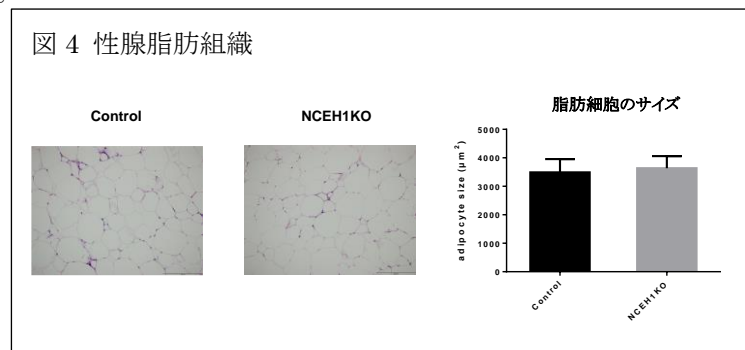 図 4 性腺脂肪組織
Control
NCEH1KO
脂肪細胞のサイズ
adipocyte size (μm²)
5000
4000
3000
2000
1000
0
Control
NCEH1KO